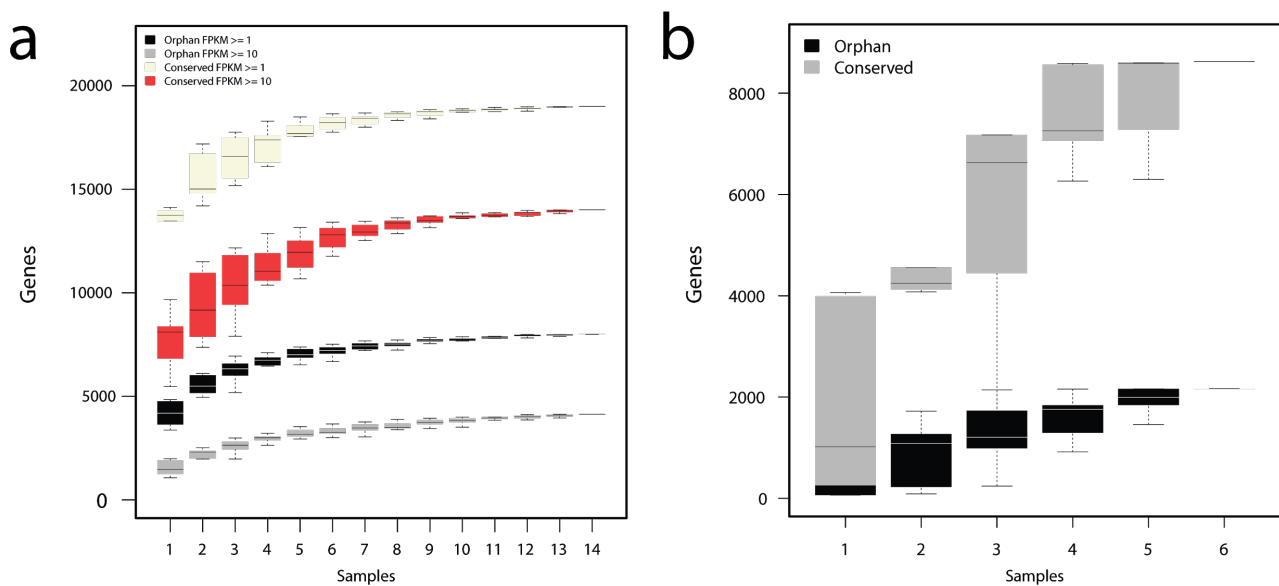 a
Orphan FPKM >= 1
Orphan FPKM >= 10
Conserved FPKM >= 1
Conserved FPKM >= 10
20000
15000
10000
5000
0
Genes
1 2 3 4 5 6 7 8 9 10 11 12 13 14
Samples
b
Orphan
Conserved
8000
6000
4000
2000
0
Genes
1 2 3 4 5 6
Samples